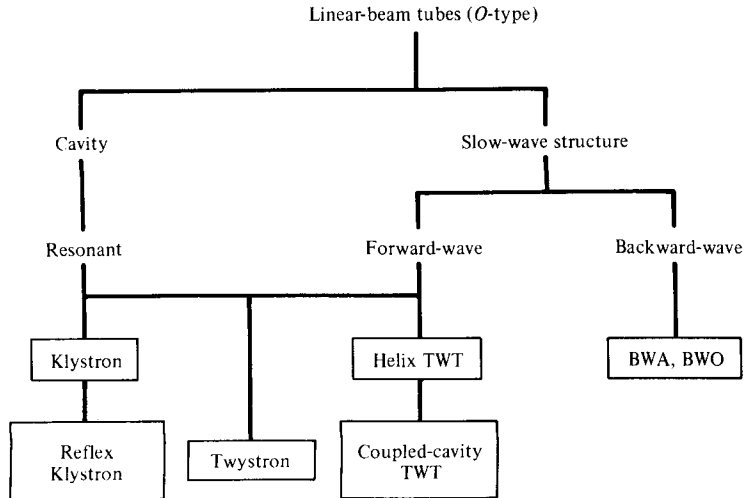 Linear-beam tubes (O-type)
Cavity
Slow-wave structure
Resonant
Forward-wave
Backward-wave
Klystron
Helix TWT
BWA, BWO
Reflex
Klystron
Twystron
Coupled-cavity
TWT